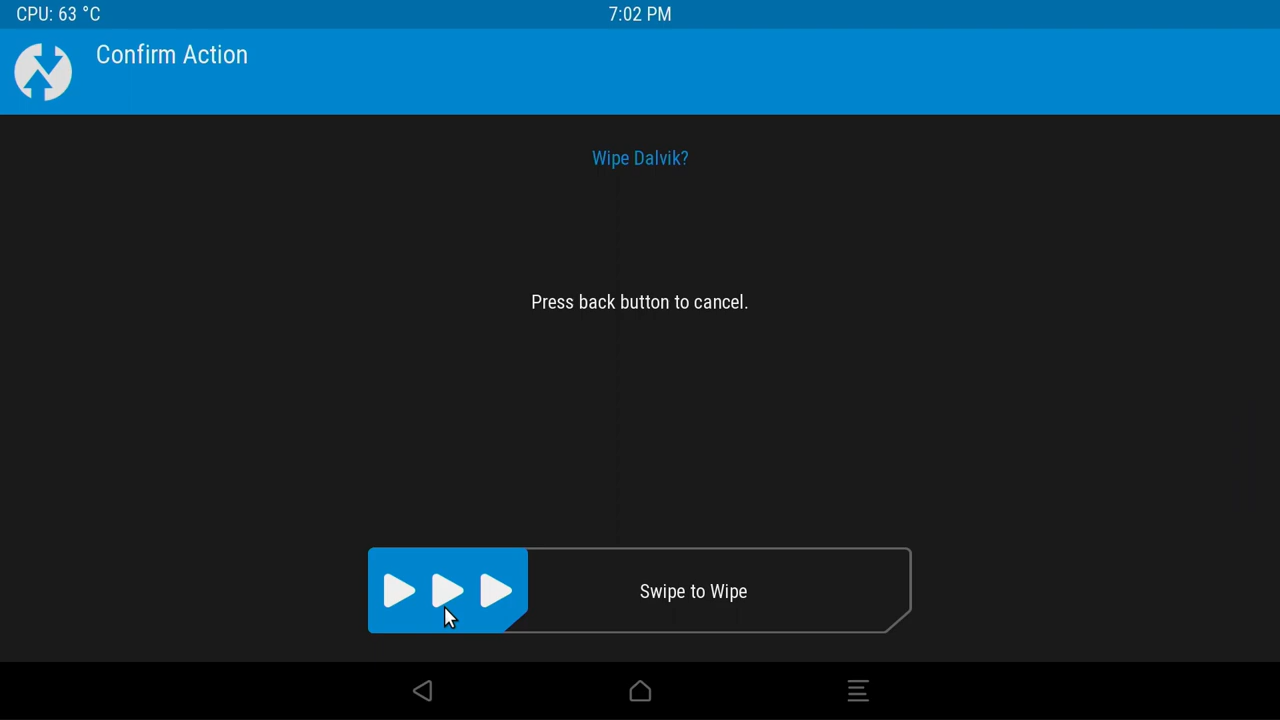 CPU: 63 °C
7:02 PM
Confirm Action
Wipe Dalvik?
Press back button to cancel.
Swipe to Wipe